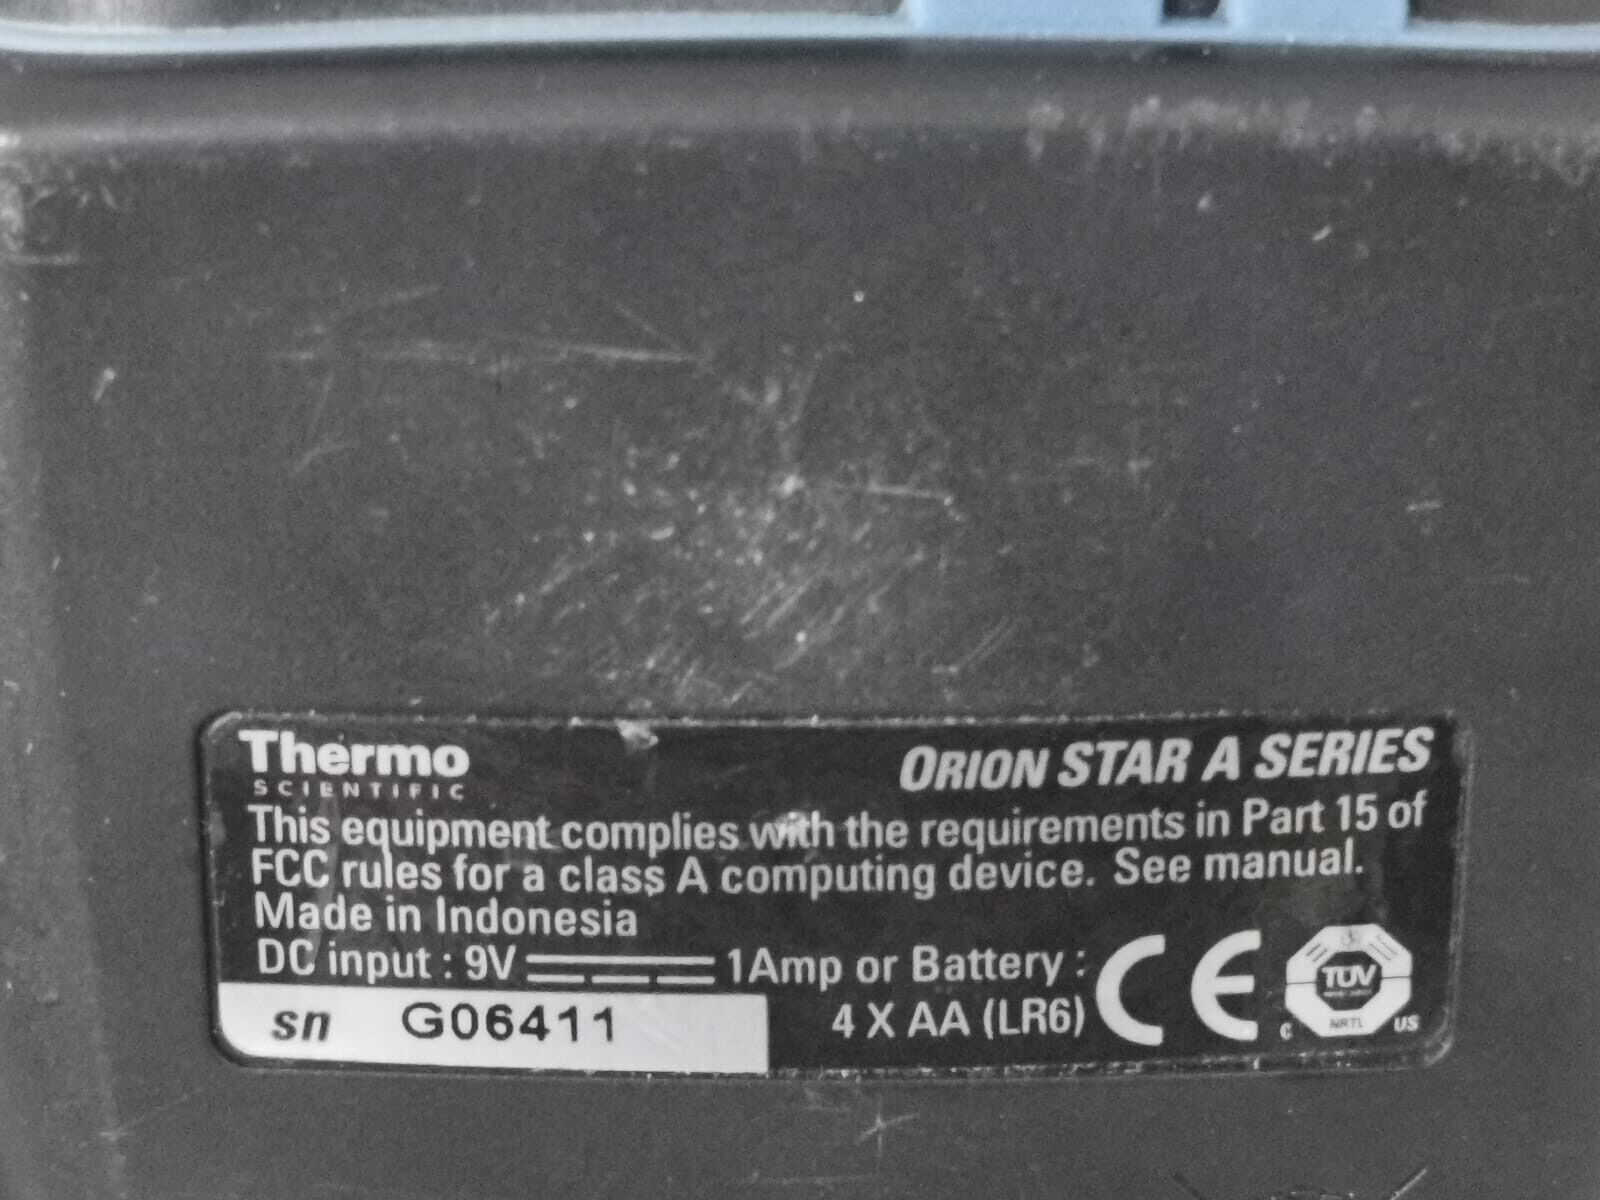 Thermo
SCIENTIFIC
ORION STAR A SERIES
This equipment complies with the requirements in Part 15 of
FCC rules for a class A computing device. See manual.
Made in Indonesia
DC input : 9V 1Amp or Battery :
4 X AA (LR6)
CE
TÜV
NRTL
C US
sn G06411